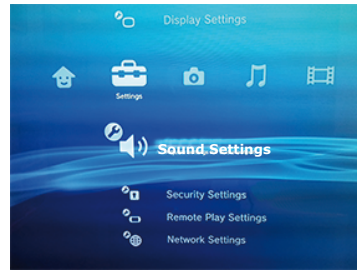 Display Settings
Settings
Sound Settings
Security Settings
Remote Play Settings
Network Settings